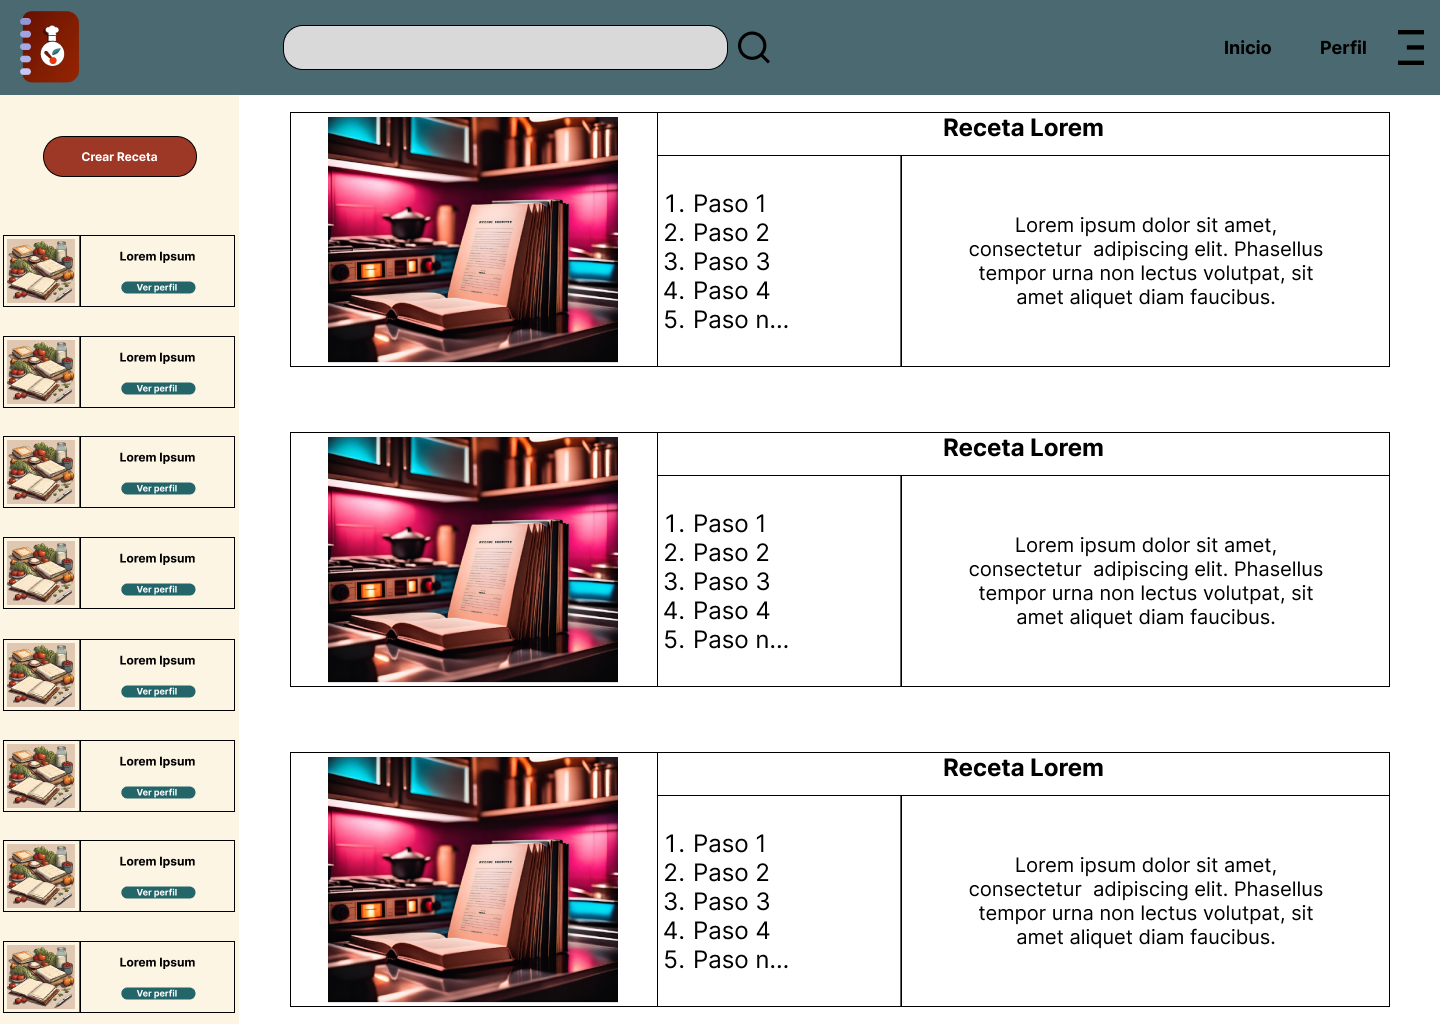 Inicio
Perfil
Crear Receta
Lorem Ipsum
Ver perfil
Lorem Ipsum
Ver perfil
Lorem Ipsum
Ver perfil
Lorem Ipsum
Ver perfil
Lorem Ipsum
Ver perfil
Lorem Ipsum
Ver perfil
Lorem Ipsum
Ver perfil
Lorem Ipsum
Ver perfil
Receta Lorem
1. Paso 1
2. Paso 2
3. Paso 3
4. Paso 4
5. Paso n...
Lorem ipsum dolor sit amet,
consectetur  adipiscing elit. Phasellus
tempor urna non lectus volutpat, sit
amet aliquet diam faucibus.
Receta Lorem
1. Paso 1
2. Paso 2
3. Paso 3
4. Paso 4
5. Paso n...
Lorem ipsum dolor sit amet,
consectetur  adipiscing elit. Phasellus
tempor urna non lectus volutpat, sit
amet aliquet diam faucibus.
Receta Lorem
1. Paso 1
2. Paso 2
3. Paso 3
4. Paso 4
5. Paso n...
Lorem ipsum dolor sit amet,
consectetur  adipiscing elit. Phasellus
tempor urna non lectus volutpat, sit
amet aliquet diam faucibus.